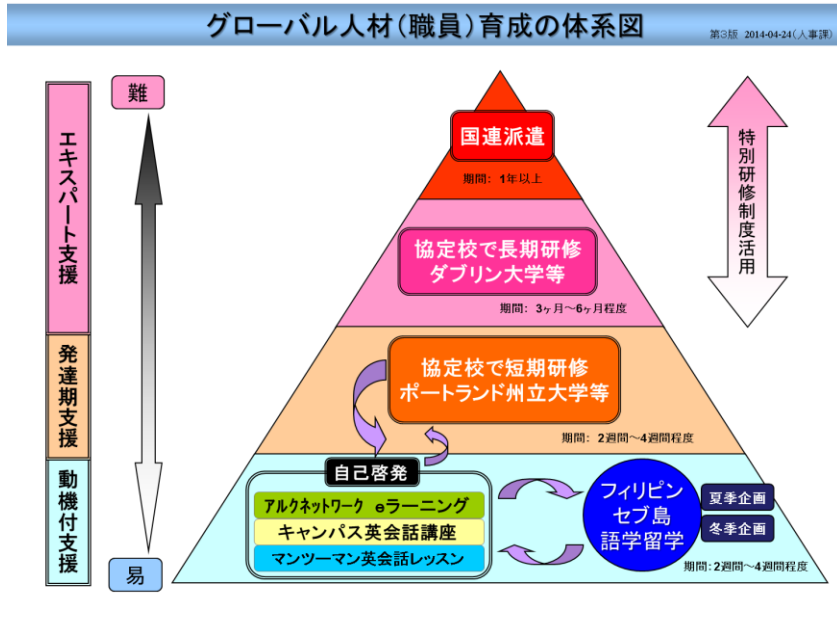 グローバル人材(職員)育成の体系図
第3版 2014-04-24(人事課)
難
エキスパート支援
発達期支援
動機付支援
易
国連派遣
期間: 1年以上
特別研修制度活用
協定校で長期研修
ダブリン大学等
期間: 3ヶ月～6ヶ月程度
協定校で短期研修
ポートランド州立大学等
期間: 2週間～4週間程度
自己啓発
アルクネットワーク eラーニング
キャンパス英会話講座
マンツーマン英会話レッスン
フィリピン
セブ島
語学留学
夏季企画
冬季企画
期間:2週間～4週間程度